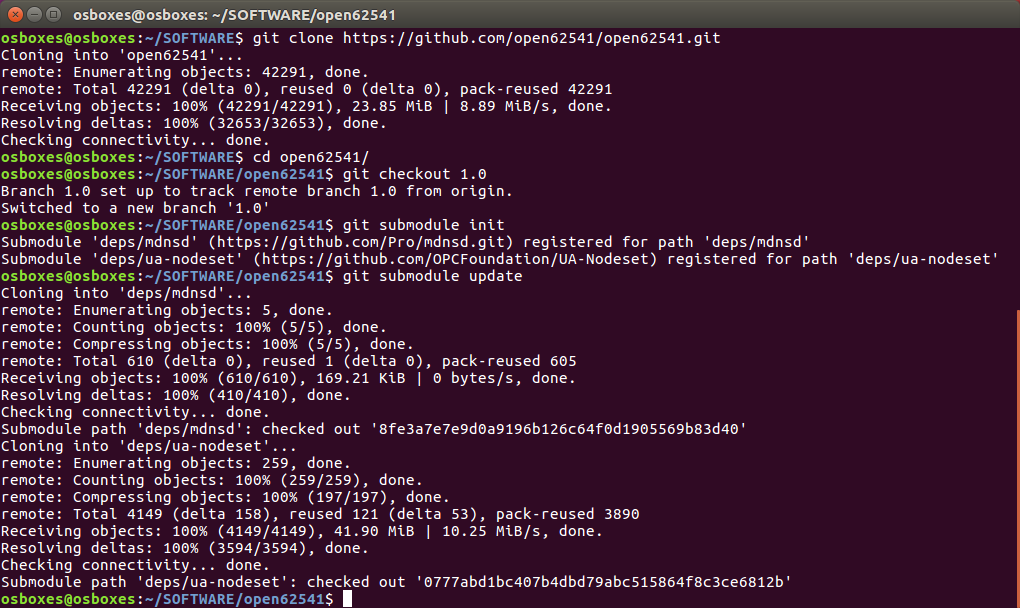 osboxes@osboxes: ~/SOFTWARE/open62541
osboxes@osboxes:~/SOFTWARE$ git clone https://github.com/open62541/open62541.git
Cloning into 'open62541'...
remote: Enumerating objects: 42291, done.
remote: Total 42291 (delta 0), reused 0 (delta 0), pack-reused 42291
Receiving objects: 100% (42291/42291), 23.85 MiB | 8.89 MiB/s, done.
Resolving deltas: 100% (32653/32653), done.
Checking connectivity... done.
osboxes@osboxes:~/SOFTWARE$ cd open62541/
osboxes@osboxes:~/SOFTWARE/open62541$ git checkout 1.0
Branch 1.0 set up to track remote branch 1.0 from origin.
Switched to a new branch '1.0'
osboxes@osboxes:~/SOFTWARE/open62541$ git submodule init
Submodule 'deps/mdnsd' (https://github.com/Pro/mdnsd.git) registered for path 'deps/mdnsd'
Submodule 'deps/ua-nodeset' (https://github.com/OPCFoundation/UA-Nodeset) registered for path 'deps/ua-nodeset'
osboxes@osboxes:~/SOFTWARE/open62541$ git submodule update
Cloning into 'deps/mdnsd'...
remote: Enumerating objects: 5, done.
remote: Counting objects: 100% (5/5), done.
remote: Compressing objects: 100% (5/5), done.
remote: Total 610 (delta 0), reused 1 (delta 0), pack-reused 605
Receiving objects: 100% (610/610), 169.21 KiB | 0 bytes/s, done.
Resolving deltas: 100% (410/410), done.
Checking connectivity... done.
Submodule path 'deps/mdnsd': checked out '8fe3a7e7e9d0a9196b126c64f0d1905569b83d40'
Cloning into 'deps/ua-nodeset'...
remote: Enumerating objects: 259, done.
remote: Counting objects: 100% (259/259), done.
remote: Compressing objects: 100% (197/197), done.
remote: Total 4149 (delta 158), reused 121 (delta 53), pack-reused 3890
Receiving objects: 100% (4149/4149), 41.90 MiB | 10.25 MiB/s, done.
Resolving deltas: 100% (3594/3594), done.
Checking connectivity... done.
Submodule path 'deps/ua-nodeset': checked out '0777abd1bc407b4dbd79abc515864f8c3ce6812b'
osboxes@osboxes:~/SOFTWARE/open62541$